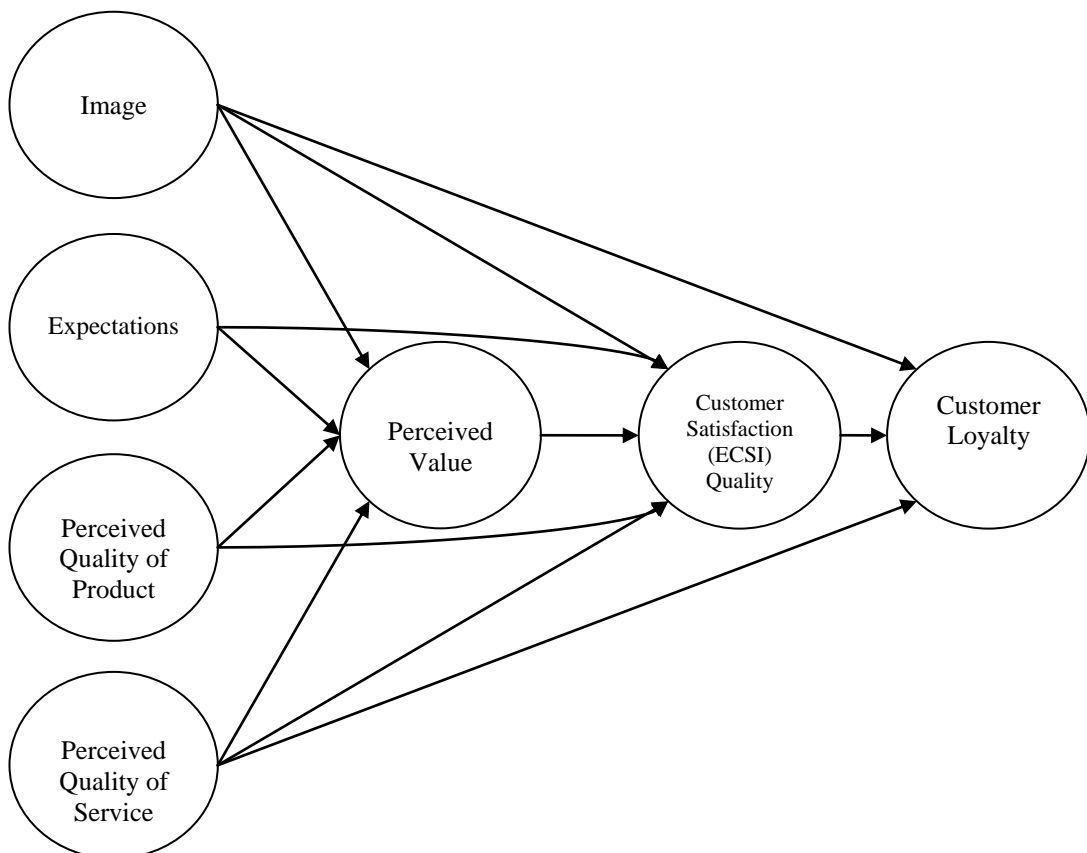 Image
Expectations
Perceived
Quality of
Product
Perceived
Quality of
Service
Perceived
Value
Customer
Satisfaction
(ECSI)
Quality
Customer
Loyalty